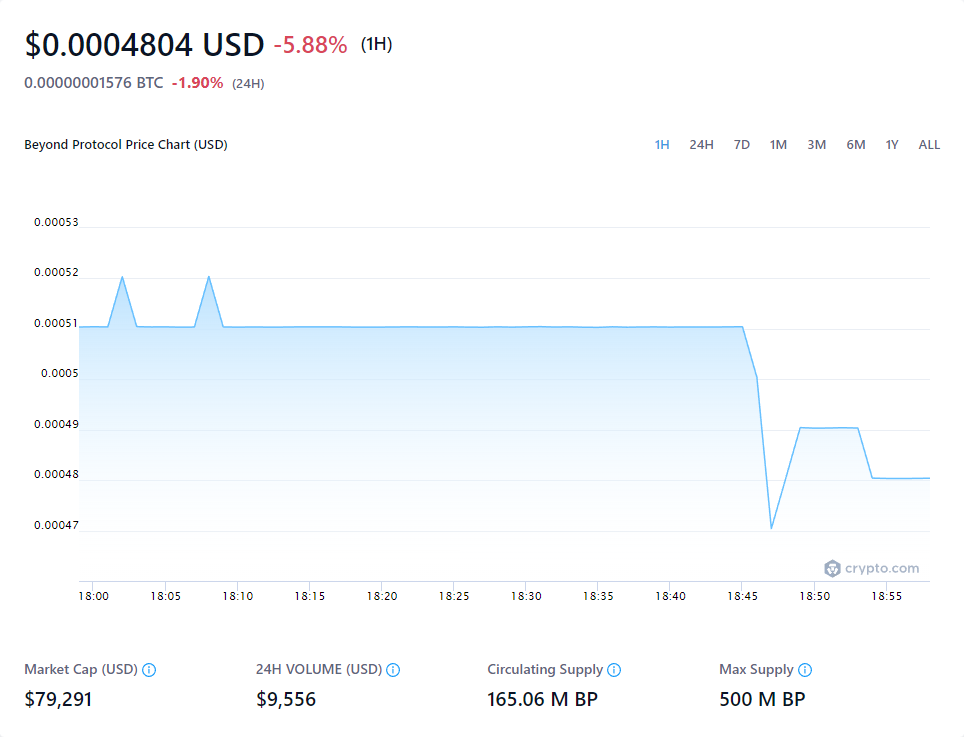 $0.0004804 USD -5.88% (1H)
0.00000001576 BTC -1.90% (24H)
Beyond Protocol Price Chart (USD) 1H 24H 7D 1M 3M 6M 1Y ALL
0.00053
0.00052
0.00051
0.0005
0.00049
0.00048
0.00047
crypto.com
18:00 18:05 18:10 18:15 18:20 18:25 18:30 18:35 18:40 18:45 18:50 18:55
Market Cap (USD) 24H VOLUME (USD) Circulating Supply Max Supply
$79,291 $9,556 165.06 M BP 500 M BP